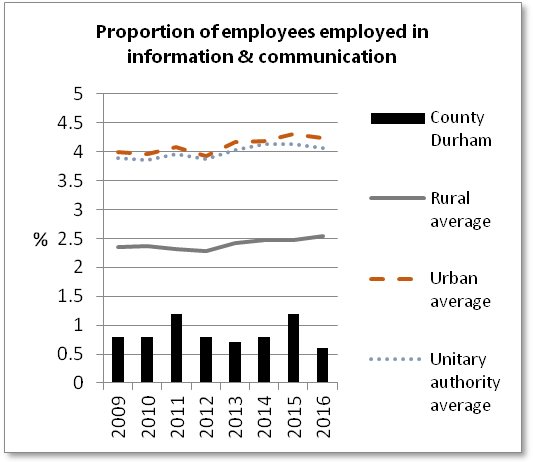 Proportion of employees employed in
information & communication
5
4.5
4
3.5
3
2.5
2
1.5
1
0.5
0
%
2009
2010
2011
2012
2013
2014
2015
2016
County
Durham
Rural
average
Urban
average
Unitary
authority
average